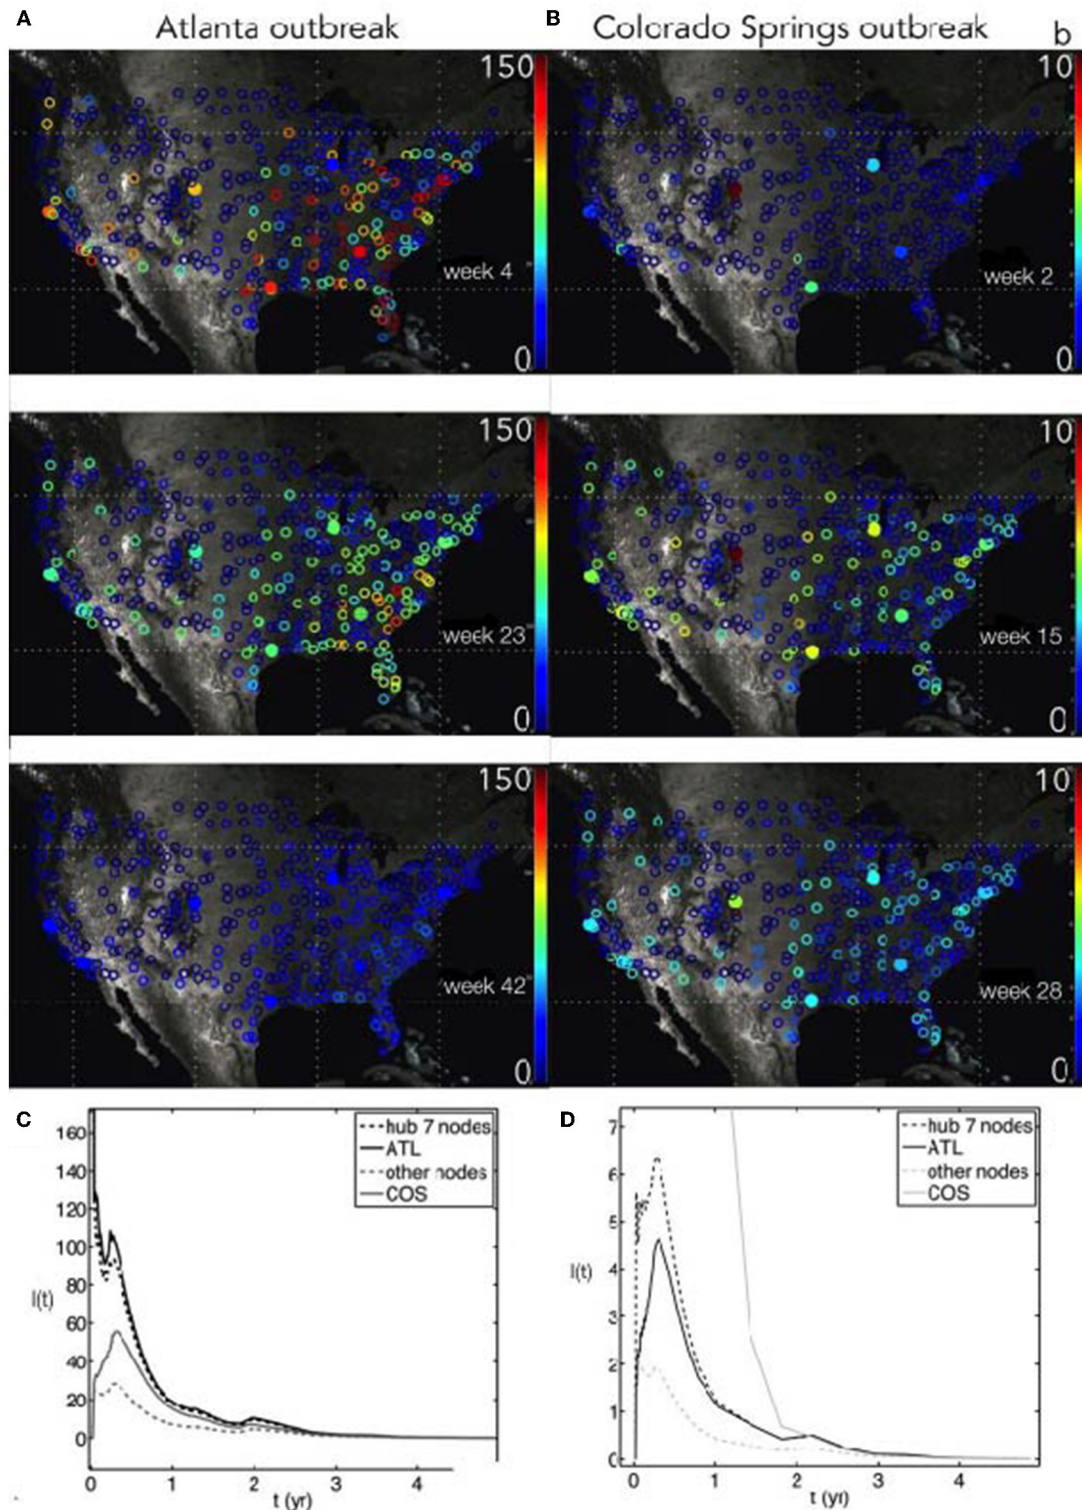 A Atlanta outbreak
B Colorado Springs outbreak b
150
week 4
0
10
week 2
0
150
week 23
0
10
week 15
0
150
week 42
0
10
week 28
0
C
160
140
120
100
80
60
40
20
0
I(t)
hub 7 nodes
ATL
other nodes
COS
0 1 2 3 4
t (yr)
D
7
6
5
4
3
2
1
0
I(t)
hub 7 nodes
ATL
other nodes
COS
0 1 2 3 4
t (yr)